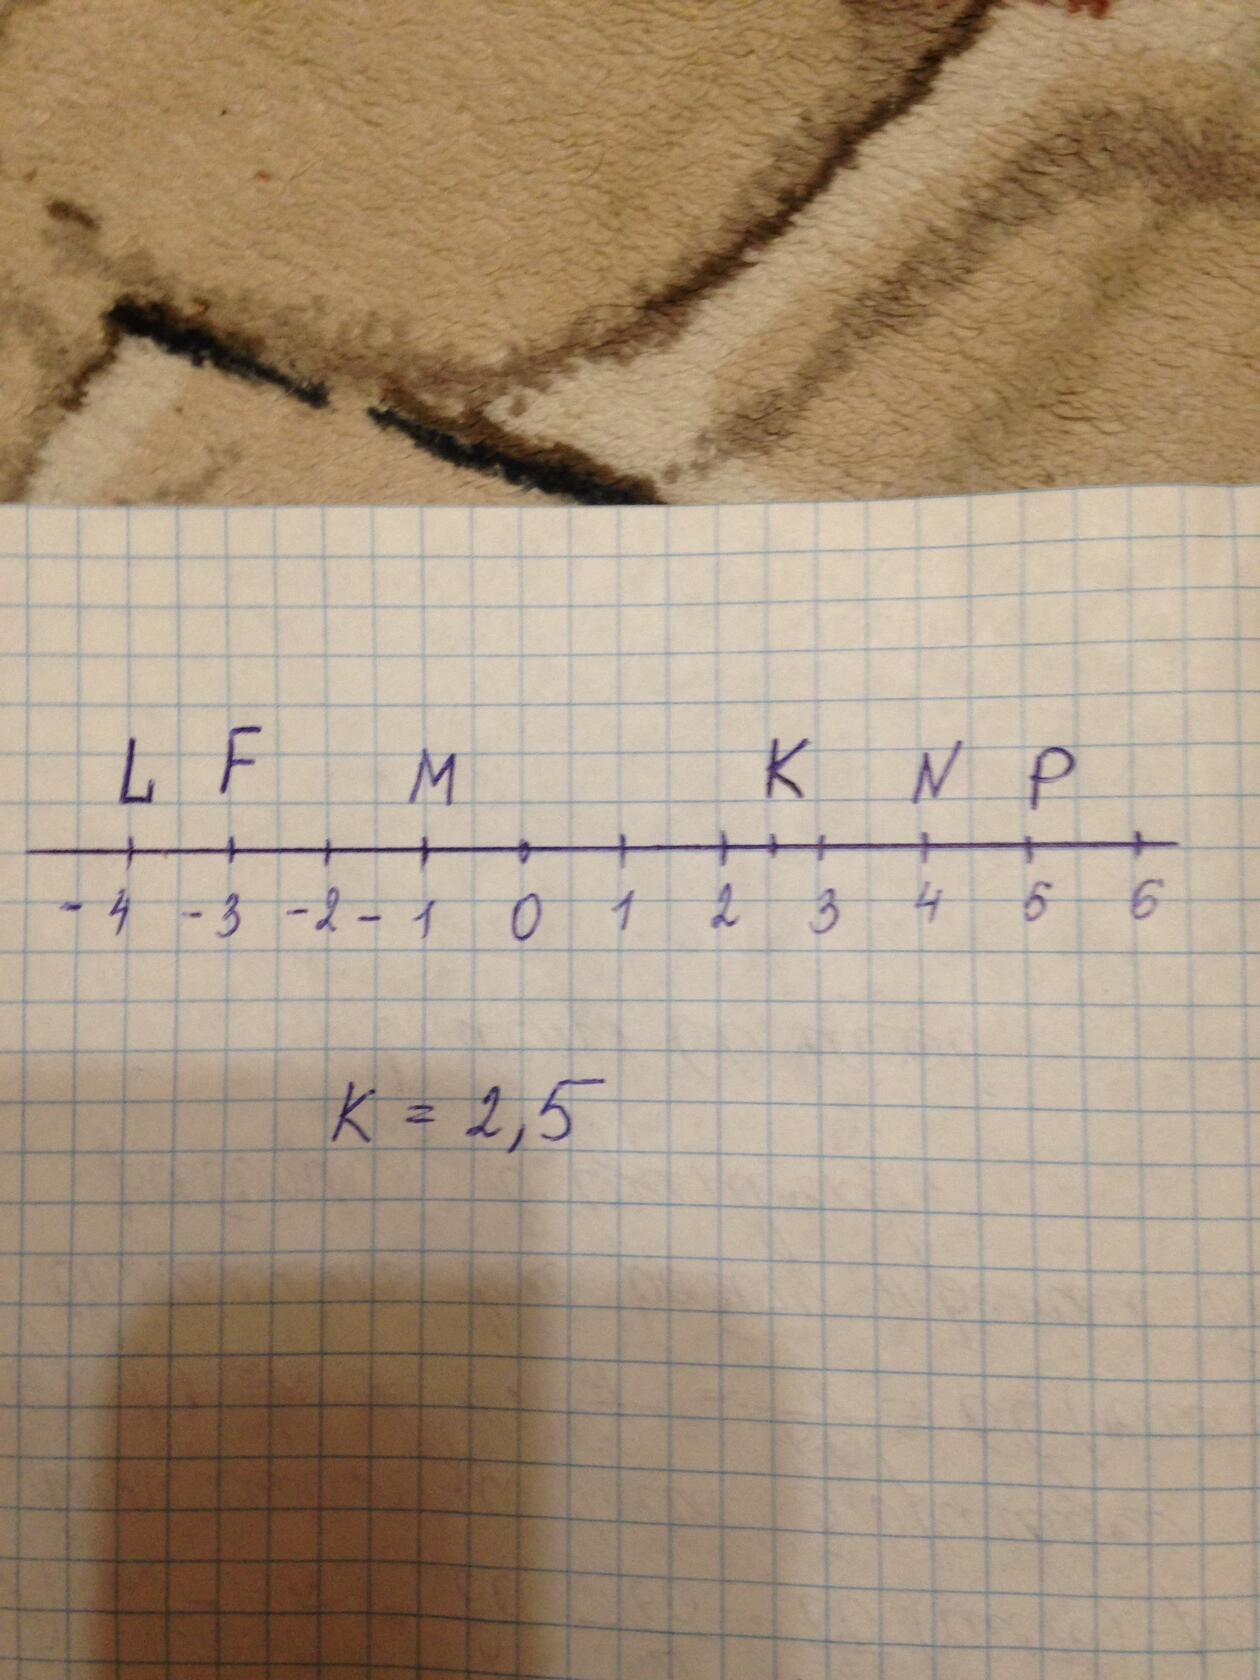 L F M K N P
-4 -3 -2 -1 0 1 2 3 4 5 6
K = 2,5